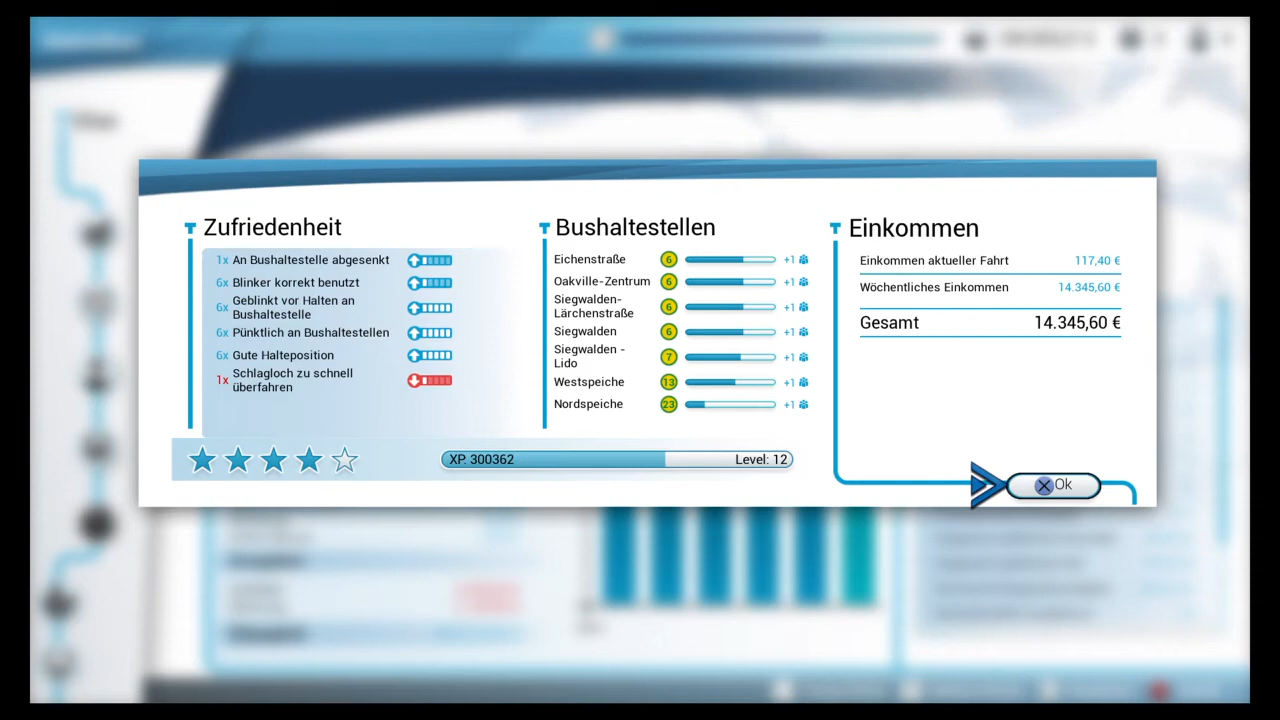 Zufriedenheit
1x An Bushaltestelle abgesenkt
6x Blinker korrekt benutzt
6x Geblinkt vor Halten an
Bushaltestelle
6x Pünktlich an Bushaltestellen
6x Gute Halteposition
1x Schlagloch zu schnell
überfahren
XP: 300362 Level: 12
Bushaltestellen
Eichenstraße 6 +1
Oakville-Zentrum 6 +1
Siegwalden-
Lärchenstraße 6 +1
Siegwalden 6 +1
Siegwalden -
Lido 7 +1
Westspeiche 13 +1
Nordspeiche 23 +1
Einkommen
Einkommen aktueller Fahrt 117,40 €
Wöchentliches Einkommen 14.345,60 €
Gesamt 14.345,60 €
Ok